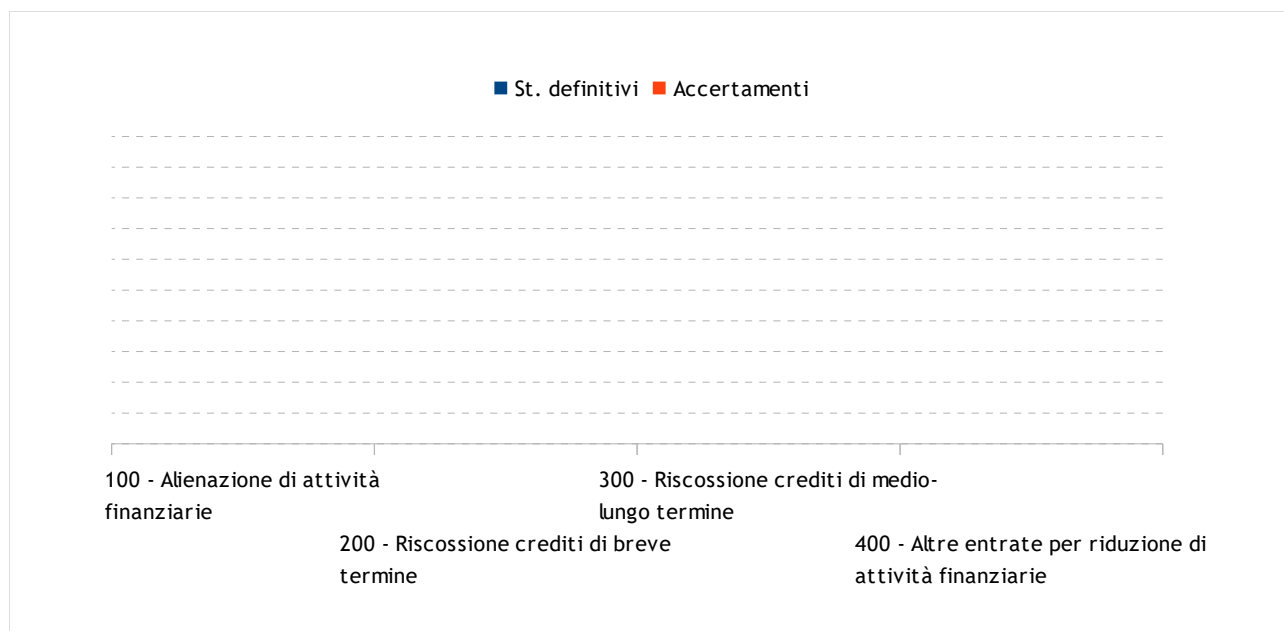 St. definitivi Accertamenti
100 - Alienazione di attività
finanziarie
200 - Riscossione crediti di breve
termine
300 - Riscossione crediti di medio-
lungo termine
400 - Altre entrate per riduzione di
attività finanziarie